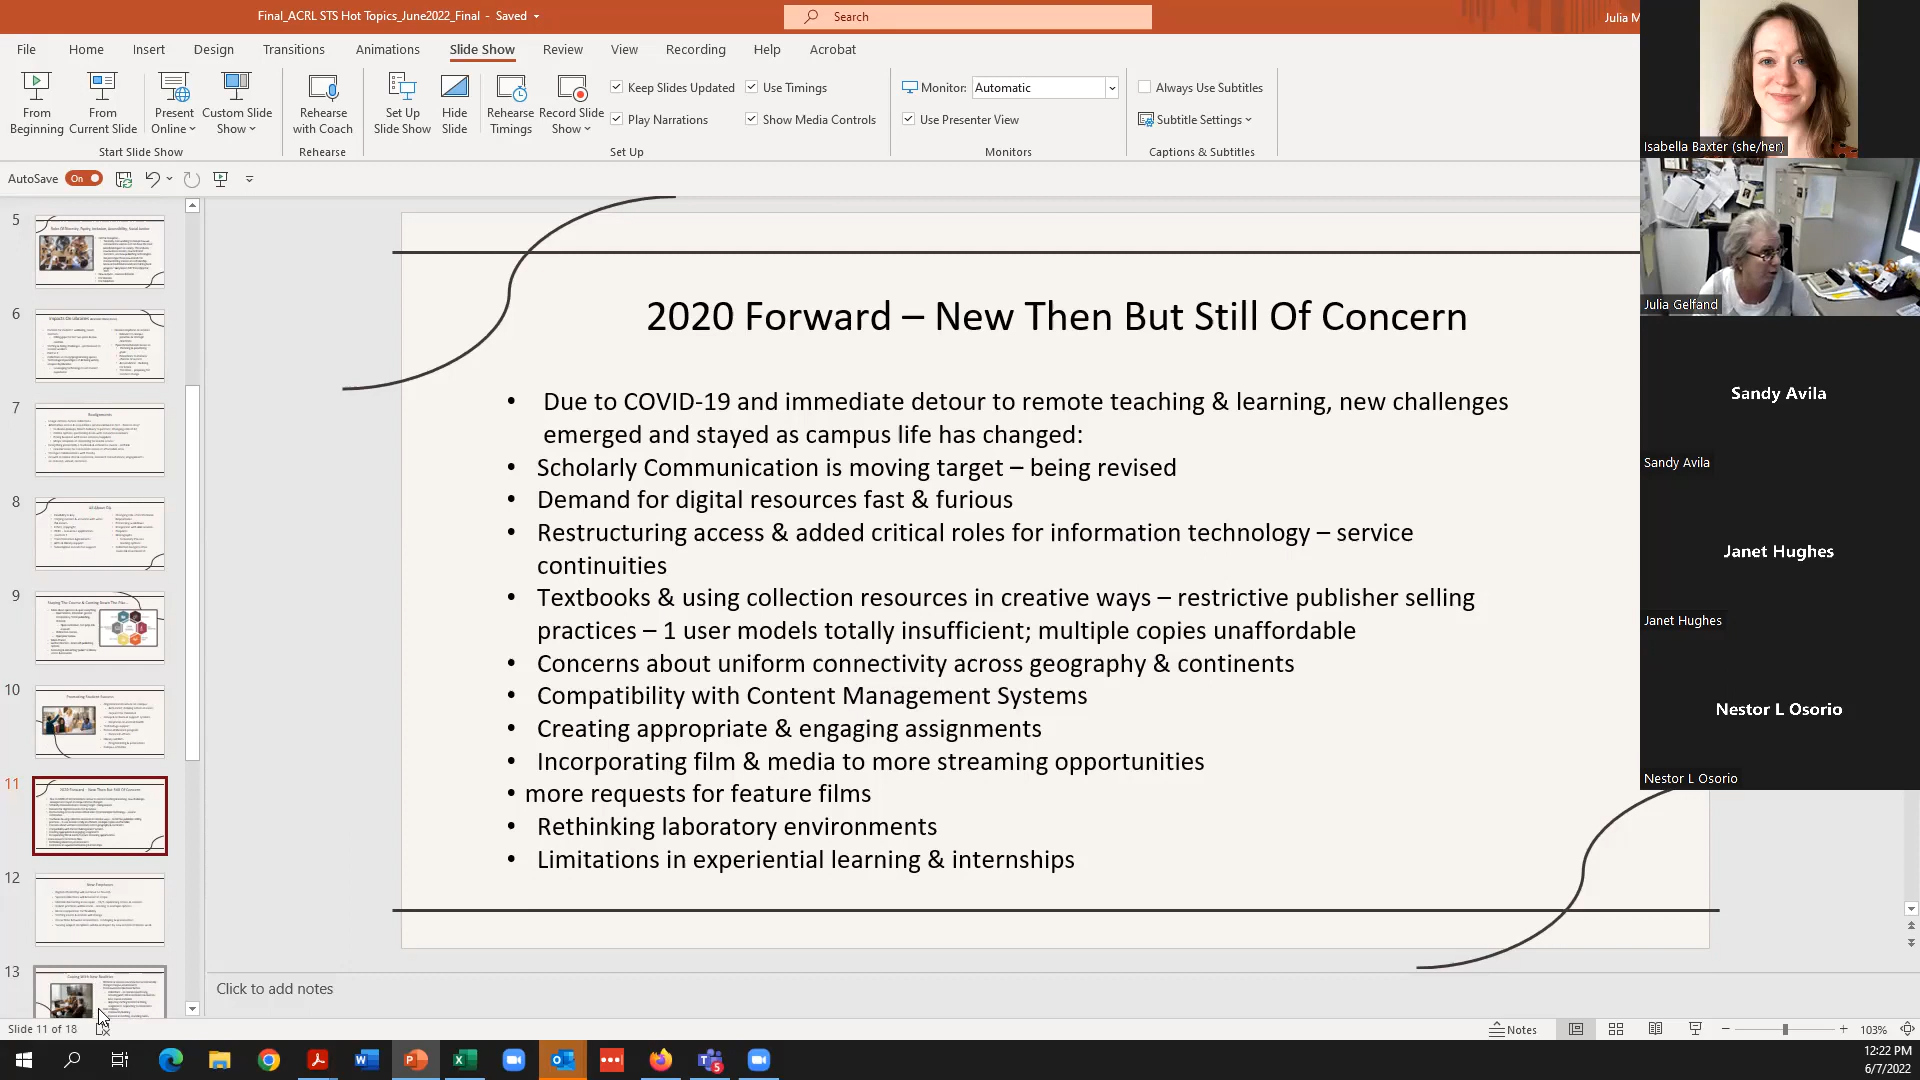 Final_ACRL STS Hot Topics_June2022_Final - Saved
Search
Julia M
File Home Insert Design Transitions Animations Slide Show Review View Recording Help Acrobat
From Beginning
From Current Slide
Present Online
Custom Slide Show
Start Slide Show
Rehearse with Coach
Rehearse
Set Up Slide Show
Hide Slide
Rehearse Timings
Record Slide Show
Keep Slides Updated
Play Narrations
Use Timings
Show Media Controls
Set Up
Monitor: Automatic
Use Presenter View
Monitors
Always Use Subtitles
Subtitle Settings
Captions & Subtitles
AutoSave On
5
6
7
8
9
10
11
12
13
2020 Forward – New Then But Still Of Concern
• Due to COVID-19 and immediate detour to remote teaching & learning, new challenges
emerged and stayed as campus life has changed:
• Scholarly Communication is moving target – being revised
• Demand for digital resources fast & furious
• Restructuring access & added critical roles for information technology – service
continuities
• Textbooks & using collection resources in creative ways – restrictive publisher selling
practices – 1 user models totally insufficient; multiple copies unaffordable
• Concerns about uniform connectivity across geography & continents
• Compatibility with Content Management Systems
• Creating appropriate & engaging assignments
• Incorporating film & media to more streaming opportunities
• more requests for feature films
• Rethinking laboratory environments
• Limitations in experiential learning & internships
Isabella Baxter (she/her)
Julia Gelfand
Sandy Avila
Sandy Avila
Janet Hughes
Janet Hughes
Nestor L Osorio
Nestor L Osorio
Click to add notes
Slide 11 of 18
Notes
103%
12:22 PM
6/7/2022